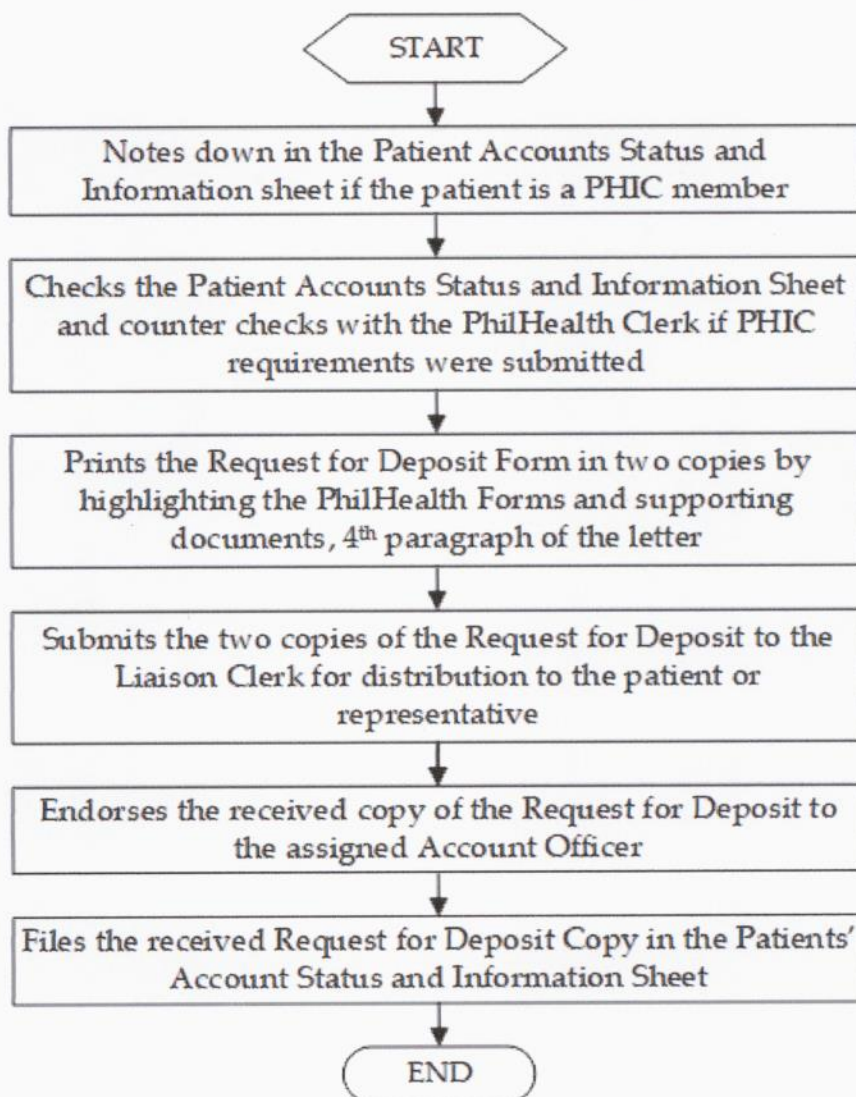 START
Notes down in the Patient Accounts Status and
Information sheet if the patient is a PHIC member
Checks the Patient Accounts Status and Information Sheet
and counter checks with the PhilHealth Clerk if PHIC
requirements were submitted
Prints the Request for Deposit Form in two copies by
highlighting the PhilHealth Forms and supporting
documents, 4th paragraph of the letter
Submits the two copies of the Request for Deposit to the
Liaison Clerk for distribution to the patient or
representative
Endorses the received copy of the Request for Deposit to
the assigned Account Officer
Files the received Request for Deposit Copy in the Patients'
Account Status and Information Sheet
END